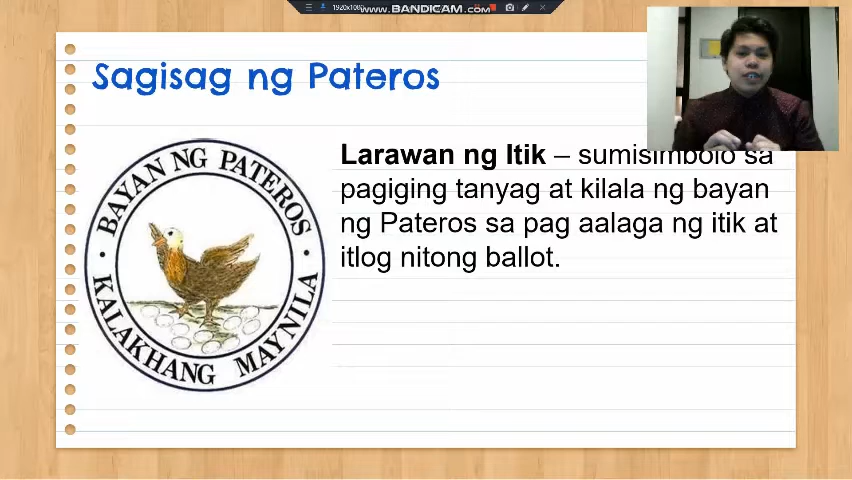 1920x1080
www.BANDICAM.com
Sagisag ng Pateros
BAYAN NG PATEROS
KALAKHANG MAYNILA
Larawan ng Itik – sumisimbolo sa
pagiging tanyag at kilala ng bayan
ng Pateros sa pag aalaga ng itik at
itlog nitong ballot.